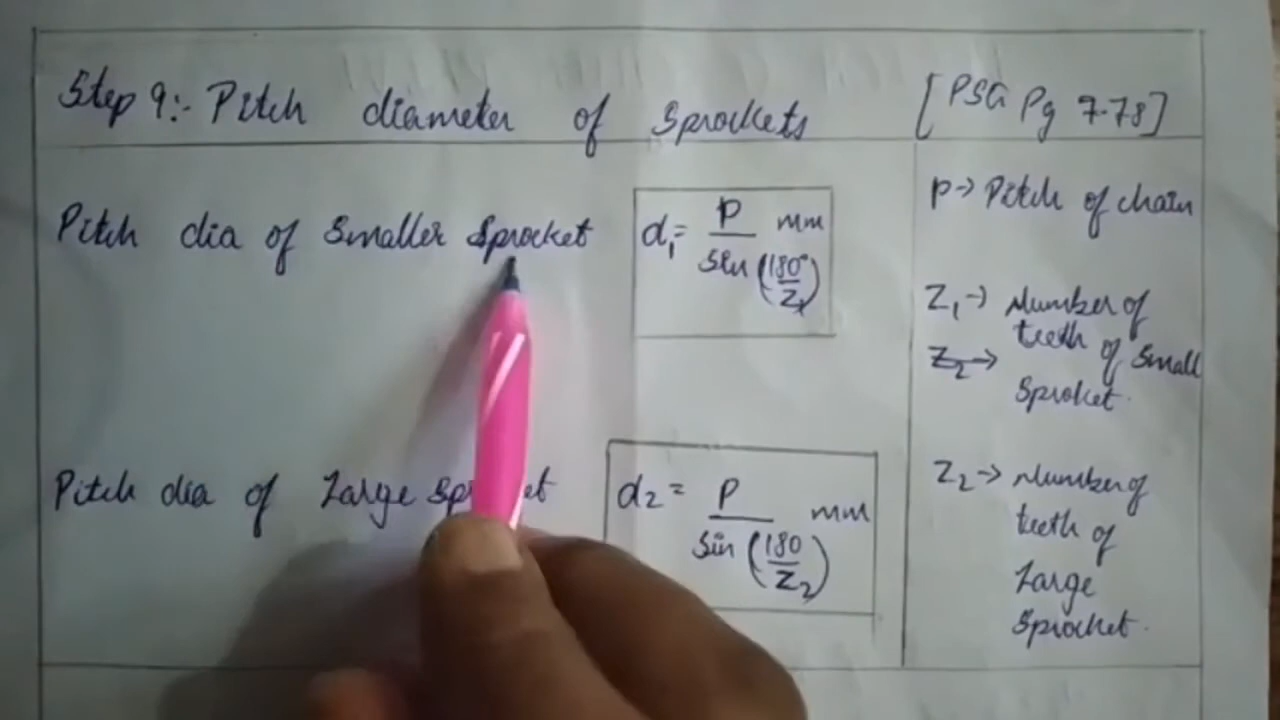 Step 9:- Pitch diameter of Sprockets [PSG Pg 7.78]
Pitch dia of Smaller Sprocket
d₁= P mm
sin (180°
Z₁)
Pitch dia of Large
d₂= P mm
sin (180
Z₂)
P→ Pitch of chain
Z₁→ Number of
teeth of Small
Z₂→
Sproket.
Z₂→ Number of
teeth of
Large
Sprocket.